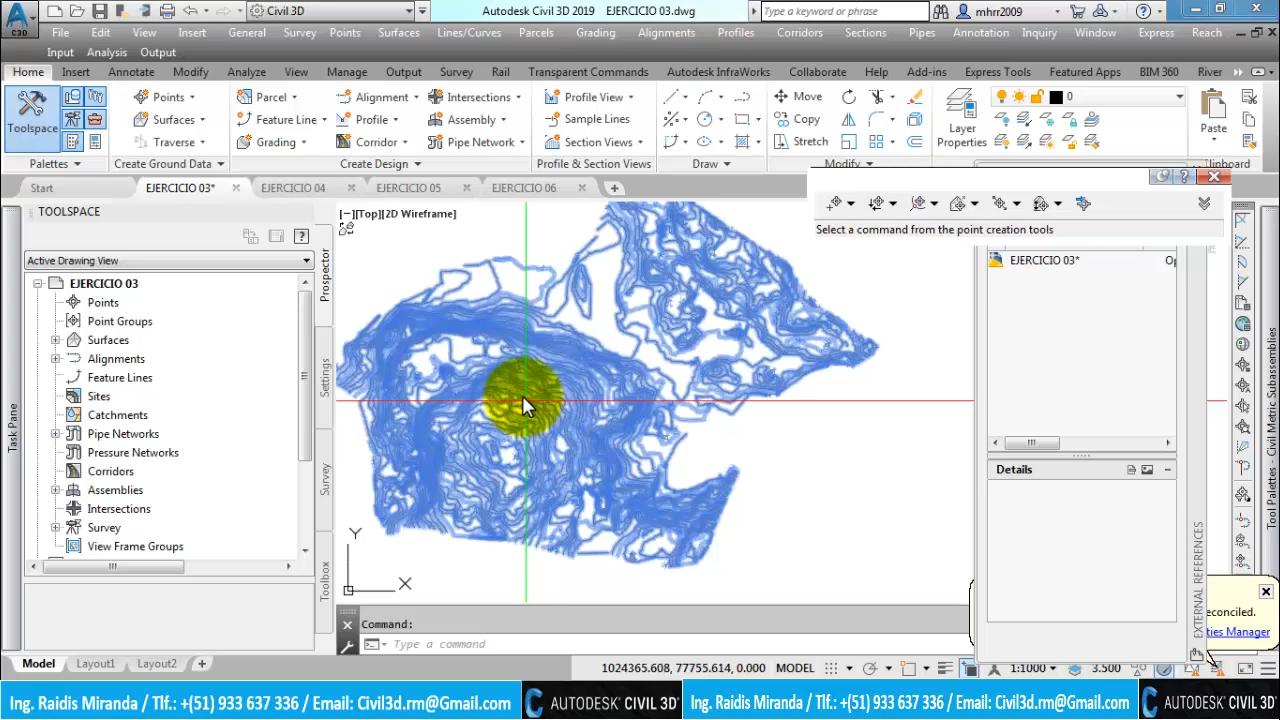 A C3D
Civil 3D
Autodesk Civil 3D 2019 EJERCICIO 03.dwg
Type a keyword or phrase
mhrr2009
File Edit View Insert General Survey Points Surfaces Lines/Curves Parcels Grading Alignments Profiles Corridors Sections Pipes Annotation Inquiry Window Express Reach
Input Analysis Output
Home Insert Annotate Modify Analyze View Manage Output Survey Rail Transparent Commands Autodesk InfraWorks Collaborate Help Add-ins Express Tools Featured Apps BIM 360 River
Toolspace
Points Parcel Alignment Intersections Profile View Move 0
Surfaces Feature Line Profile Assembly Sample Lines Copy Layer Properties Paste
Traverse Grading Corridor Pipe Network Section Views Stretch
Palettes Create Ground Data Create Design Profile & Section Views Draw Modify Clipboard
Start EJERCICIO 03* EJERCICIO 04 EJERCICIO 05 EJERCICIO 06
TOOLSPACE
[−][Top][2D Wireframe]
Select a command from the point creation tools
Active Drawing View
EJERCICIO 03
Points
Point Groups
Surfaces
Alignments
Feature Lines
Sites
Catchments
Pipe Networks
Pressure Networks
Corridors
Assemblies
Intersections
Survey
View Frame Groups
Task Pane
Prospector
Settings
Survey
Toolbox
EJERCICIO 03* Op
Details
EXTERNAL REFERENCES
Tool Palettes - Civil Metric Subassemblies
Y
X
Command:
Type a command
econciled.
ties Manager
Model Layout1 Layout2
1024365.608, 77755.614, 0.000 MODEL 1:1000 3.500
Ing. Raidis Miranda / Tlf.: +(51) 933 637 336 / Email: Civil3d.rm@Gmail.com AUTODESK® CIVIL 3D® Ing. Raidis Miranda / Tlf.: +(51) 933 637 336 / Email: Civil3d.rm@Gmail.com AUTODESK® CIVIL 3D